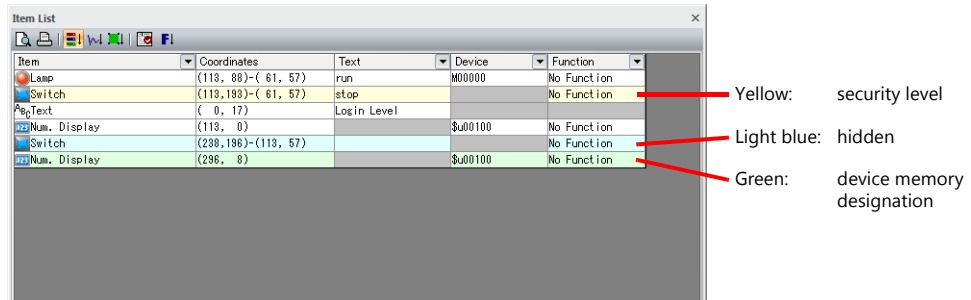 Item List
Item Coordinates Text Device Function
Lamp (113, 88)-( 61, 57) run M00000 No Function
Switch (113,193)-( 61, 57) stop No Function
Text ( 0, 17) Login Level
Num. Display (113, 0) $u00100 No Function
Switch (238,196)-(113, 57) No Function
Num. Display (296, 8) $u00100 No Function
Yellow: security level
Light blue: hidden
Green: device memory
designation